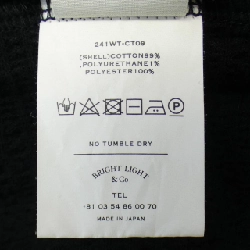 241WT-CT09
[SHELL]COTTON99%
,POLYURETHANE1%
POLYESTER100%
P
NO TUMBLE DRY
BRIGHT LIGHT
& Co
TEL
+81 03 54 86 00 70
MADE IN JAPAN